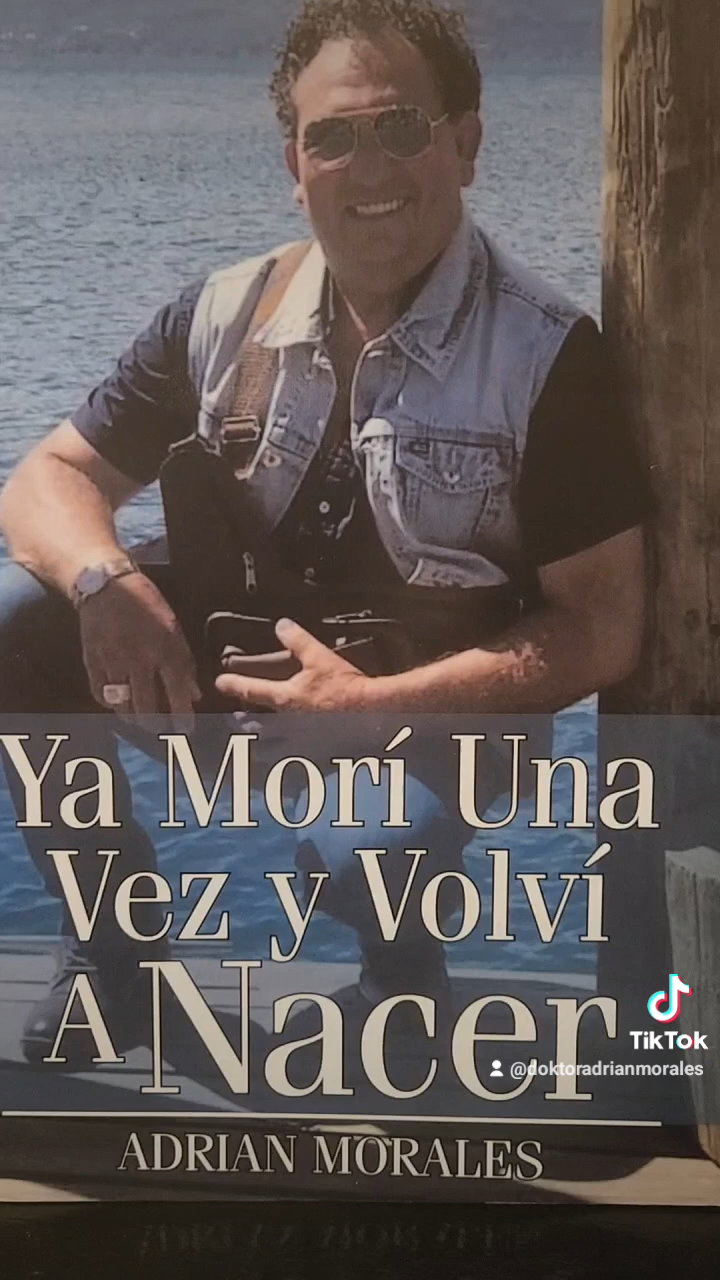 Ya Morí Una
Vez y Volví
A Nacer
ADRIAN MORALES
TikTok
@doktoradrianmorales